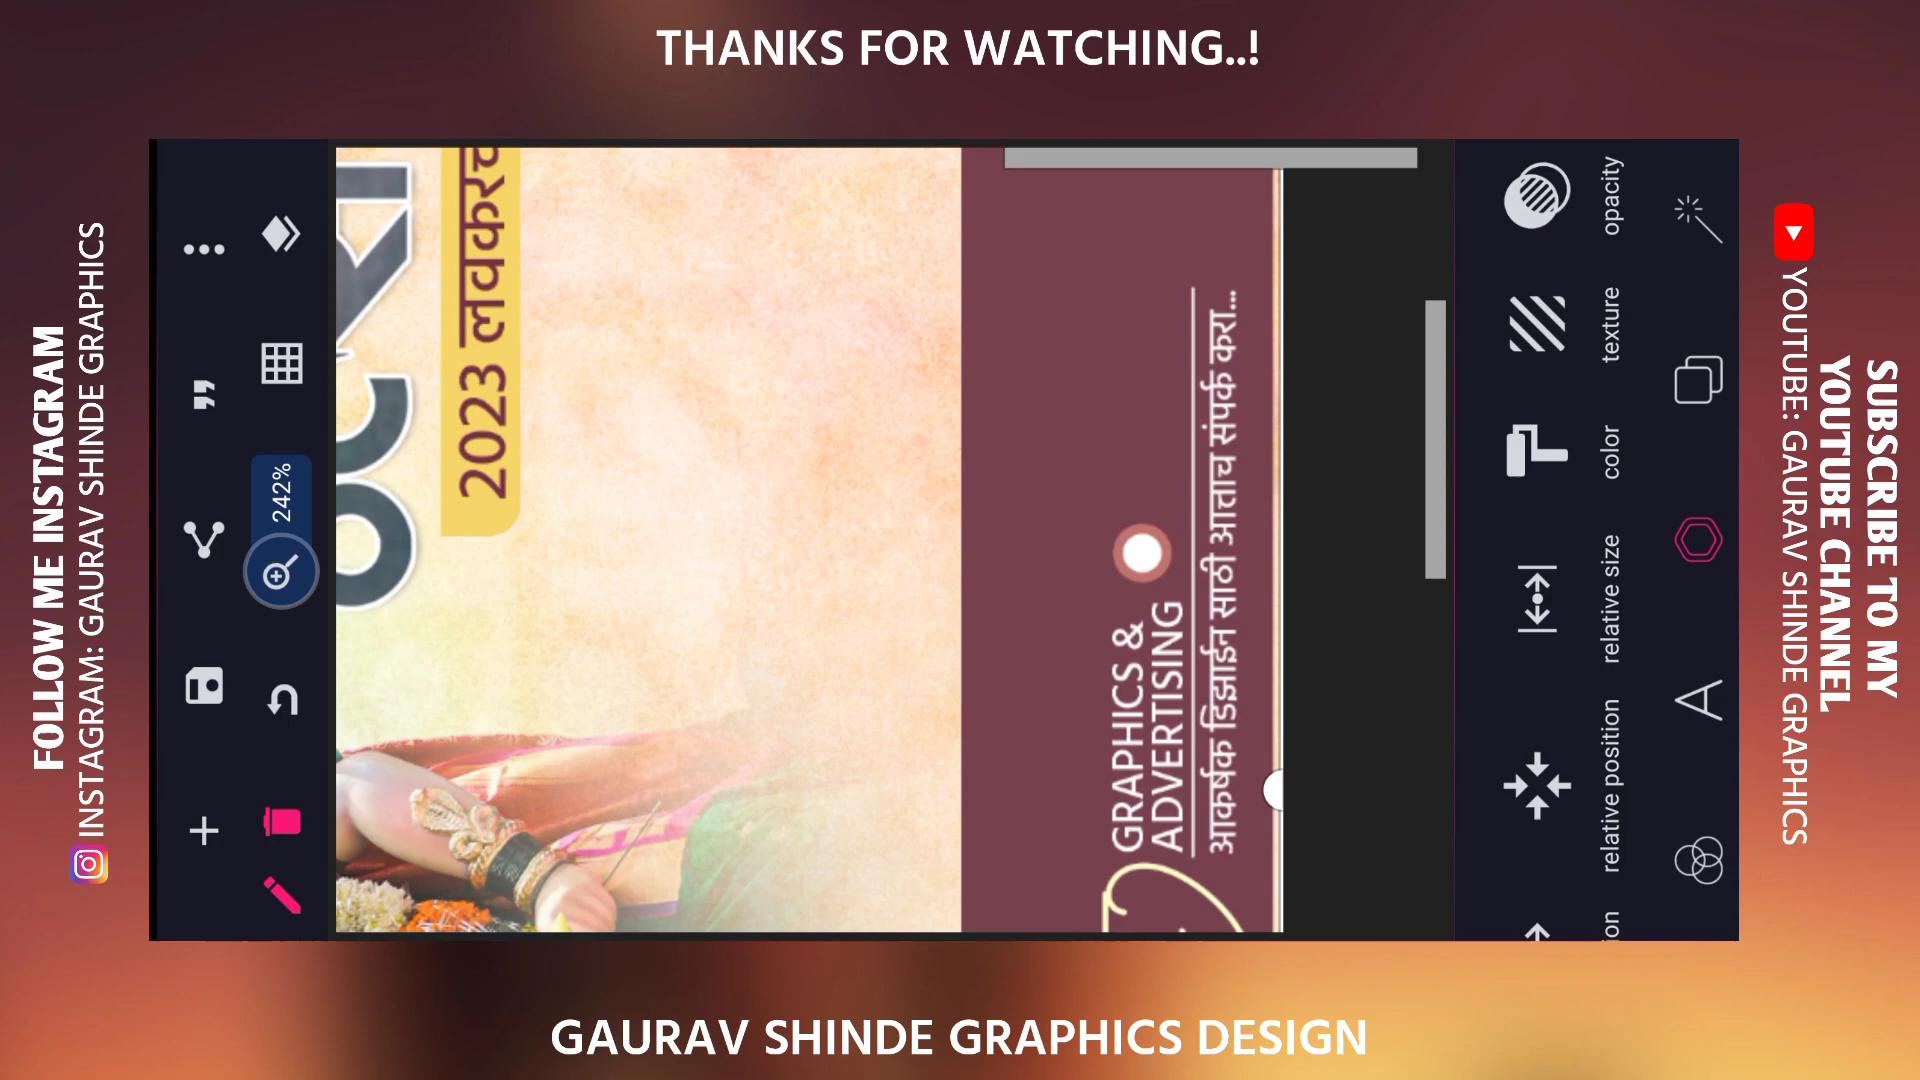 THANKS FOR WATCHING..!
FOLLOW ME INSTAGRAM
INSTAGRAM: GAURAV SHINDE GRAPHICS
242%
2023
GRAPHICS &
ADVERTISING
आकर्षक डिझाईन साठी आताच संपर्क करा...
opacity
texture
color
relative size
relative position
SUBSCRIBE TO MY
YOUTUBE CHANNEL
YOUTUBE: GAURAV SHINDE GRAPHICS
GAURAV SHINDE GRAPHICS DESIGN